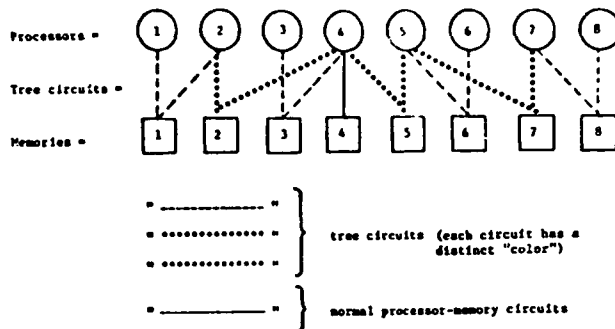 Processors = 1 2 3 4 5 6 7 8
Tree circuits =
Memories = 1 2 3 4 5 6 7 8
" "
" " tree circuits (each circuit has a
distinct "color")
" "
" " normal processor-memory circuits